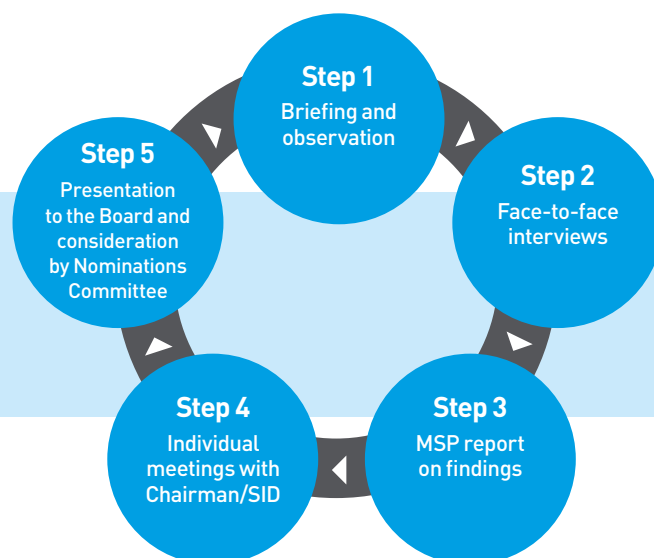 Step 1
Briefing and
observation
Step 2
Face-to-face
interviews
Step 3
MSP report
on findings
Step 4
Individual
meetings with
Chairman/SID
Step 5
Presentation
to the Board and
consideration
by Nominations
Committee